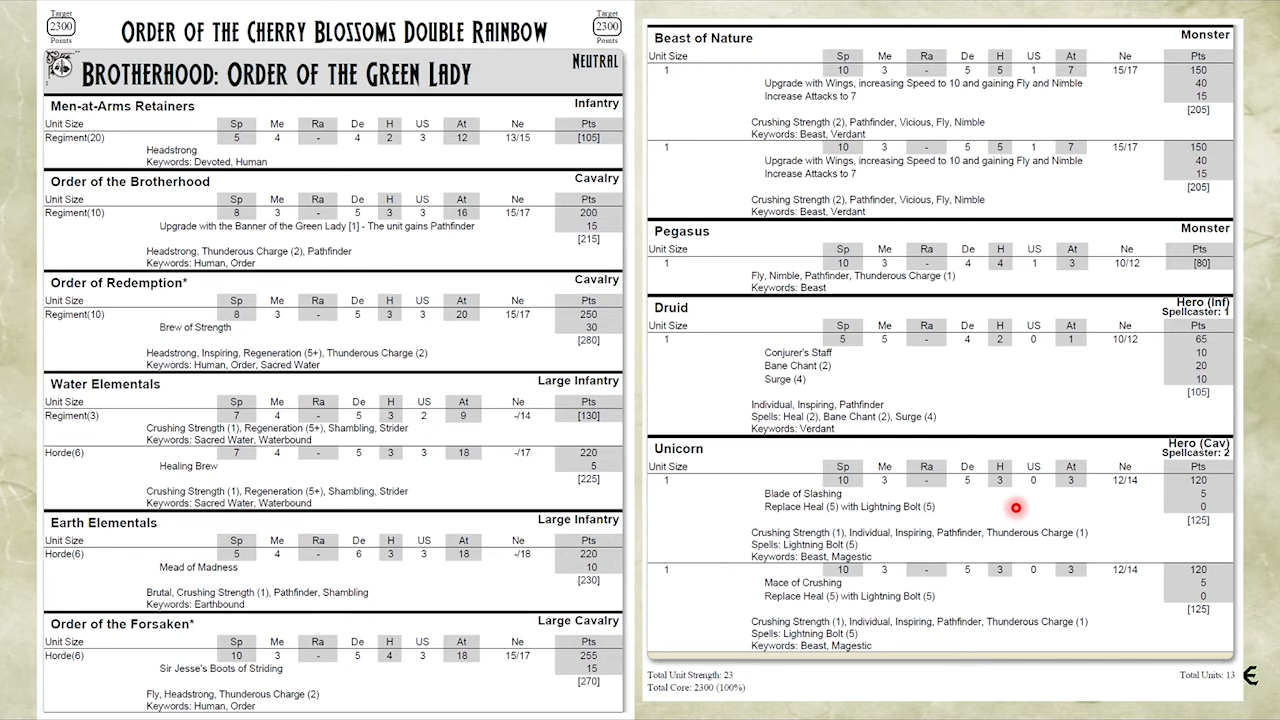 Target
2300
Points
Order of the Cherry Blossoms Double Rainbow
Target
2300
Points
Brotherhood: Order of the Green Lady
Neutral
Men-at-Arms Retainers Infantry
Unit Size Sp Me Ra De H US At Ne Pts
Regiment(20) 5 4 - 4 2 3 12 13/15 [105]
Headstrong
Keywords: Devoted, Human
Order of the Brotherhood Cavalry
Unit Size Sp Me Ra De H US At Ne Pts
Regiment(10) 8 3 - 5 3 3 16 15/17 200
Upgrade with the Banner of the Green Lady [1] - The unit gains Pathfinder 15
[215]
Headstrong, Thunderous Charge (2), Pathfinder
Keywords: Human, Order
Order of Redemption* Cavalry
Unit Size Sp Me Ra De H US At Ne Pts
Regiment(10) 8 3 - 5 3 3 20 15/17 250
Brew of Strength 30
[280]
Headstrong, Inspiring, Regeneration (5+), Thunderous Charge (2)
Keywords: Human, Order, Sacred Water
Water Elementals Large Infantry
Unit Size Sp Me Ra De H US At Ne Pts
Regiment(3) 7 4 - 5 3 2 9 -/14 [130]
Crushing Strength (1), Regeneration (5+), Shambling, Strider
Keywords: Sacred Water, Waterbound
Horde(6) 7 4 - 5 3 3 18 -/17 220
Healing Brew 5
[225]
Crushing Strength (1), Regeneration (5+), Shambling, Strider
Keywords: Sacred Water, Waterbound
Earth Elementals Large Infantry
Unit Size Sp Me Ra De H US At Ne Pts
Horde(6) 5 4 - 6 3 3 18 -/18 220
Mead of Madness 10
[230]
Brutal, Crushing Strength (1), Pathfinder, Shambling
Keywords: Earthbound
Order of the Forsaken* Large Cavalry
Unit Size Sp Me Ra De H US At Ne Pts
Horde(6) 10 3 - 5 4 3 18 15/17 255
Sir Jesse's Boots of Striding 15
[270]
Fly, Headstrong, Thunderous Charge (2)
Keywords: Human, Order
Beast of Nature Monster
Unit Size Sp Me Ra De H US At Ne Pts
1 10 3 - 5 5 1 7 15/17 150
Upgrade with Wings, increasing Speed to 10 and gaining Fly and Nimble 40
Increase Attacks to 7 15
[205]
Crushing Strength (2), Pathfinder, Vicious, Fly, Nimble
Keywords: Beast, Verdant
1 10 3 - 5 5 1 7 15/17 150
Upgrade with Wings, increasing Speed to 10 and gaining Fly and Nimble 40
Increase Attacks to 7 15
[205]
Crushing Strength (2), Pathfinder, Vicious, Fly, Nimble
Keywords: Beast, Verdant
Pegasus Monster
Unit Size Sp Me Ra De H US At Ne Pts
1 10 3 - 4 4 1 3 10/12 [80]
Fly, Nimble, Pathfinder, Thunderous Charge (1)
Keywords: Beast
Druid Hero (Inf)
Spellcaster: 1
Unit Size Sp Me Ra De H US At Ne Pts
1 5 5 - 4 2 0 1 10/12 65
Conjurer's Staff 10
Bane Chant (2) 20
Surge (4) 10
[105]
Individual, Inspiring, Pathfinder
Spells: Heal (2), Bane Chant (2), Surge (4)
Keywords: Verdant
Unicorn Hero (Cav)
Spellcaster: 2
Unit Size Sp Me Ra De H US At Ne Pts
1 10 3 - 5 3 0 3 12/14 120
Blade of Slashing 5
Replace Heal (5) with Lightning Bolt (5) 0
[125]
Crushing Strength (1), Individual, Inspiring, Pathfinder, Thunderous Charge (1)
Spells: Lightning Bolt (5)
Keywords: Beast, Magestic
1 10 3 - 5 3 0 3 12/14 120
Mace of Crushing 5
Replace Heal (5) with Lightning Bolt (5) 0
[125]
Crushing Strength (1), Individual, Inspiring, Pathfinder, Thunderous Charge (1)
Spells: Lightning Bolt (5)
Keywords: Beast, Magestic
Total Unit Strength: 23 Total Units: 13
Total Core: 2300 (100%)